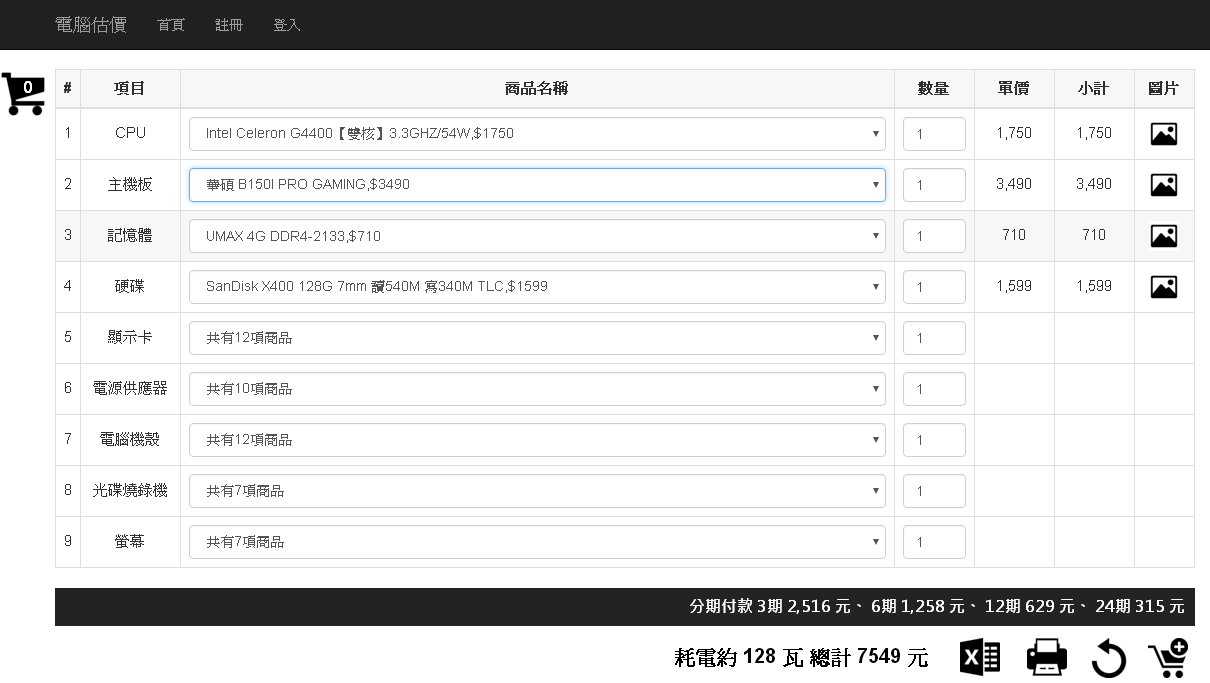 電腦估價 首頁 註冊 登入
0
# 項目 商品名稱 數量 單價 小計 圖片
1 CPU Intel Celeron G4400【雙核】3.3GHZ/54W,$1750 1 1,750 1,750
2 主機板 華碩 B150I PRO GAMING,$3490 1 3,490 3,490
3 記憶體 UMAX 4G DDR4-2133,$710 1 710 710
4 硬碟 SanDisk X400 128G 7mm 讀540M 寫340M TLC,$1599 1 1,599 1,599
5 顯示卡 共有12項商品 1
6 電源供應器 共有10項商品 1
7 電腦機殼 共有12項商品 1
8 光碟燒錄機 共有7項商品 1
9 螢幕 共有7項商品 1
分期付款 3期 2,516 元、 6期 1,258 元、 12期 629 元、 24期 315 元
耗電約 128 瓦 總計 7549 元